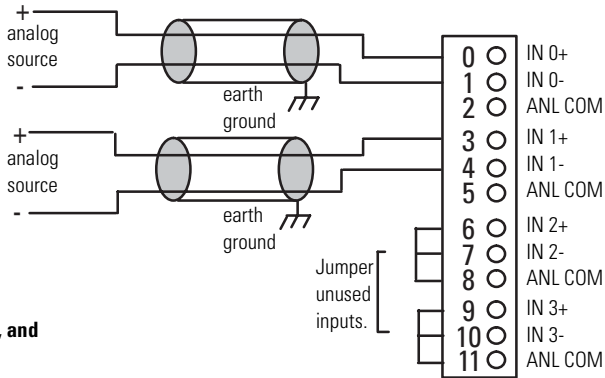 +
analog
source
-
earth
ground
+
analog
source
-
earth
ground
Jumper
unused
inputs.
, and
0 IN 0+
1 IN 0-
2 ANL COM
3 IN 1+
4 IN 1-
5 ANL COM
6 IN 2+
7 IN 2-
8 ANL COM
9 IN 3+
10 IN 3-
11 ANL COM